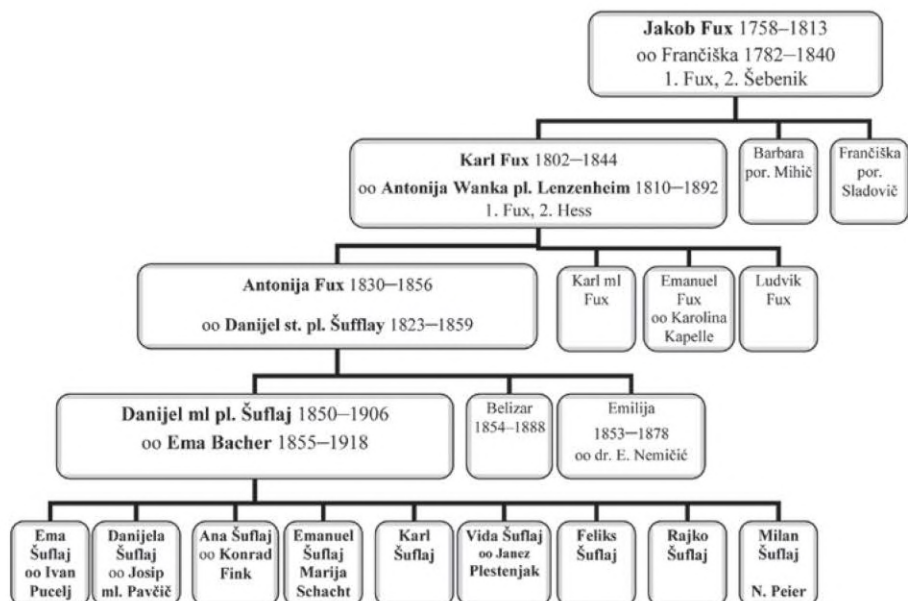 Jakob Fux 1758–1813
oo Frančiška 1782–1840
1. Fux, 2. Šebenik
Karl Fux 1802–1844
oo Antonija Wanka pl. Lenzenheim 1810–1892
1. Fux, 2. Hess
Barbara
por. Mihič
Frančiška
por.
Sladovič
Antonija Fux 1830–1856
oo Danijel st. pl. Šufflay 1823–1859
Karl ml
Fux
Emanuel
Fux
oo Karolina
Kapelle
Ludvik
Fux
Danijel ml pl. Šuflaj 1850–1906
oo Ema Bacher 1855–1918
Belizar
1854–1888
Emilija
1853–1878
oo dr. E. Nemičić
Ema
Šuflaj
oo Ivan
Pucelj
Danijela
Šuflaj
oo Josip
ml. Pavčič
Ana Šuflaj
oo Konrad
Fink
Emanuel
Šuflaj
Marija
Schacht
Karl
Šuflaj
Vida Šuflaj
oo Janez
Plestenjak
Feliks
Šuflaj
Rajko
Šuflaj
Milan
Šuflaj
N. Peier